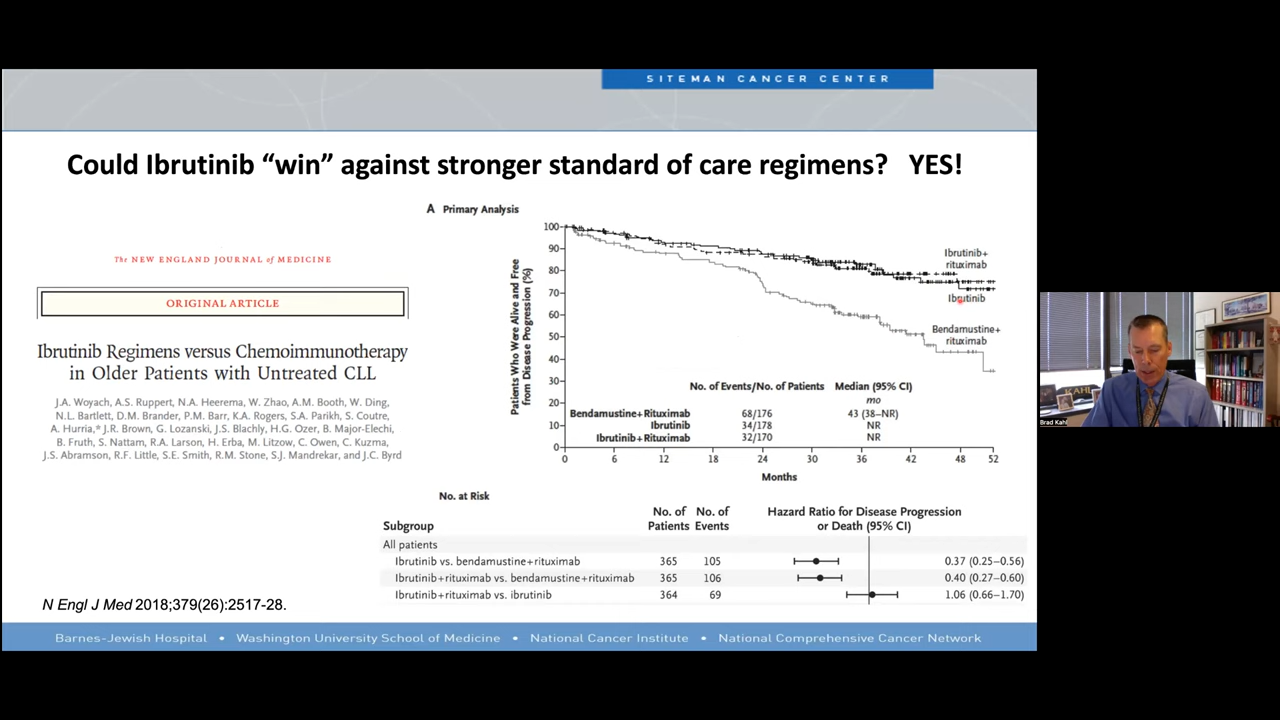 SITEMAN CANCER CENTER
Could Ibrutinib “win” against stronger standard of care regimens? YES!
The NEW ENGLAND JOURNAL of MEDICINE
ORIGINAL ARTICLE
Ibrutinib Regimens versus Chemoimmunotherapy
in Older Patients with Untreated CLL
J.A. Woyach, A.S. Ruppert, N.A. Heerema, W. Zhao, A.M. Booth, W. Ding,
N.L. Bartlett, D.M. Brander, P.M. Barr, K.A. Rogers, S.A. Parikh, S. Coutre,
A. Hurria,* J.R. Brown, G. Lozanski, J.S. Blachly, H.G. Ozer, B. Major-Elechi,
B. Fruth, S. Nattam, R.A. Larson, H. Erba, M. Litzow, C. Owen, C. Kuzma,
J.S. Abramson, R.F. Little, S.E. Smith, R.M. Stone, S.J. Mandrekar, and J.C. Byrd
A Primary Analysis
Patients Who Were Alive and Free
from Disease Progression (%)
100
90
80
70
60
50
40
30
20
10
0
Ibrutinib+
rituximab
Ibrutinib
Bendamustine+
rituximab
No. of Events/No. of Patients Median (95% CI)
mo
Bendamustine+Rituximab 68/176 43 (38–NR)
Ibrutinib 34/178 NR
Ibrutinib+Rituximab 32/170 NR
0 6 12 18 24 30 36 42 48 52
Months
No. at Risk
Subgroup No. of Patients No. of Events Hazard Ratio for Disease Progression or Death (95% CI)
All patients
Ibrutinib vs. bendamustine+rituximab 365 105 0.37 (0.25–0.56)
Ibrutinib+rituximab vs. bendamustine+rituximab 365 106 0.40 (0.27–0.60)
Ibrutinib+rituximab vs. ibrutinib 364 69 1.06 (0.66–1.70)
N Engl J Med 2018;379(26):2517-28.
Barnes-Jewish Hospital • Washington University School of Medicine • National Cancer Institute • National Comprehensive Cancer Network
KAHL
Brad Kahl